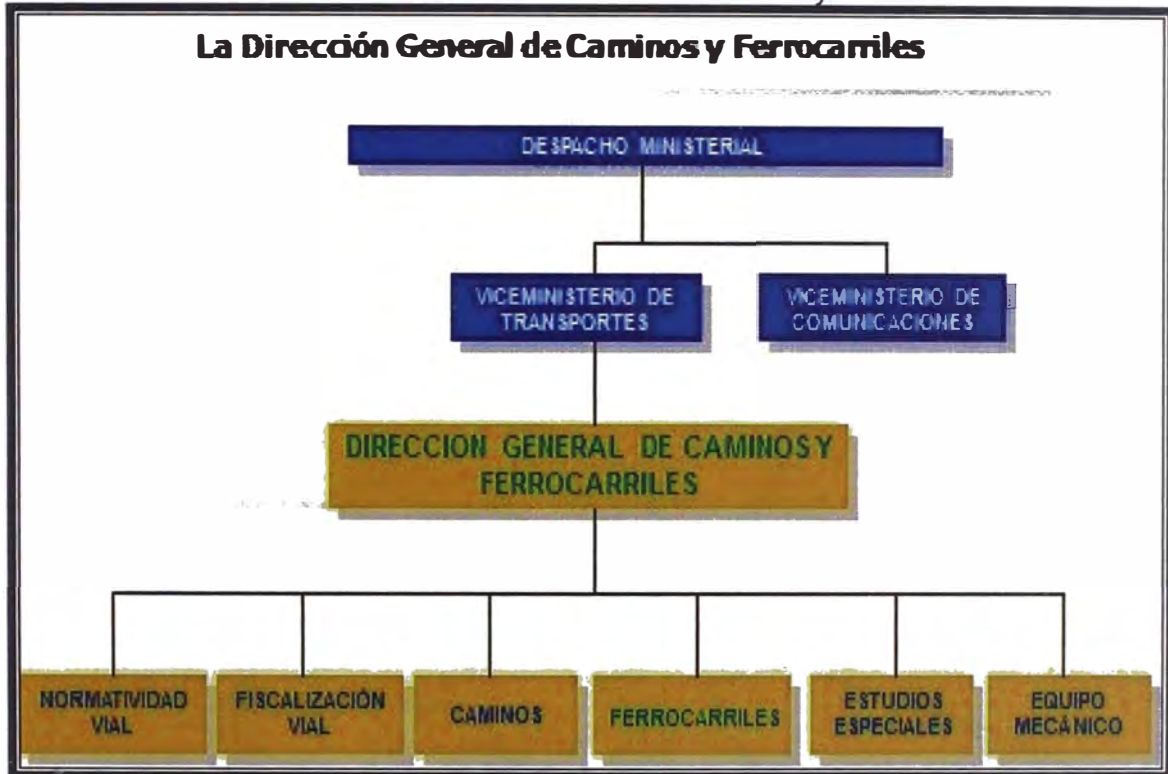 La Dirección General de Caminos y Ferrocarriles
DESPACHO MINISTERIAL
VICEMINISTERIO DE
TRANSPORTES
VICEMINISTERIO DE
COMUNICACIONES
DIRECCION GENERAL DE CAMINOS Y
FERROCARRILES
NORMATIVIDAD
VIAL
FISCALIZACIÓN
VIAL
CAMINOS
FERROCARRILES
ESTUDIOS
ESPECIALES
EQUIPO
MECÁNICO